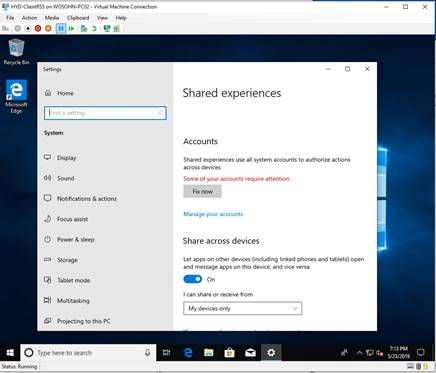 HYD-ClientRS5 on WOSOHN-PC02 - Virtual Machine Connection
File Action Media Clipboard View Help
Recycle Bin
Microsoft
Edge
Settings
Home
Find a setting
System
Display
Sound
Notifications & actions
Focus assist
Power & sleep
Storage
Tablet mode
Multitasking
Projecting to this PC
Shared experiences
Accounts
Shared experiences use all system accounts to authorize actions
across devices
Some of your accounts require attention
Fix now
Manage your accounts
Share across devices
Let apps on other devices (including linked phones and tablets) open
and message apps on this device, and vice versa
On
I can share or receive from
My devices only
Type here to search
7:13 PM
5/23/2019
Status: Running